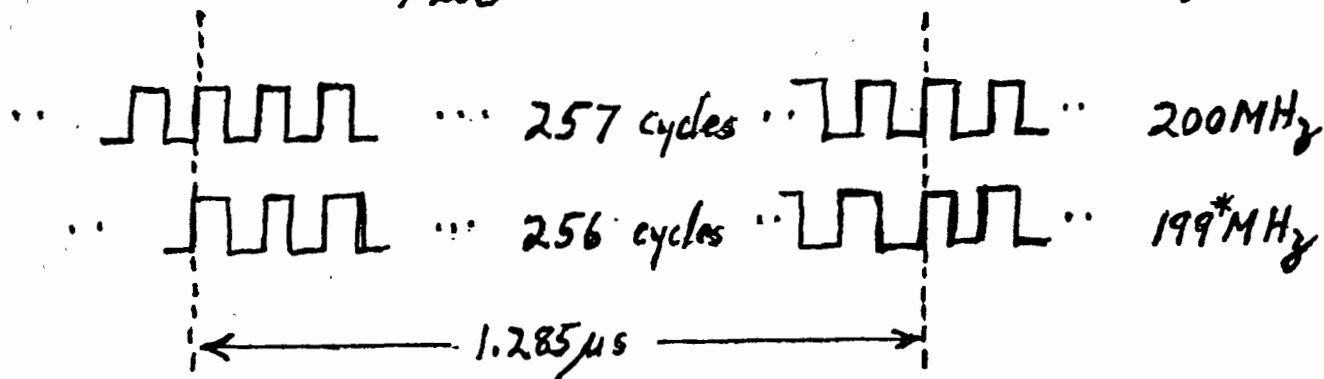 ·· ··· 257 cycles ·· ·· 200MHz
·· ··· 256 cycles ·· ·· 199*MHz
1.285μs